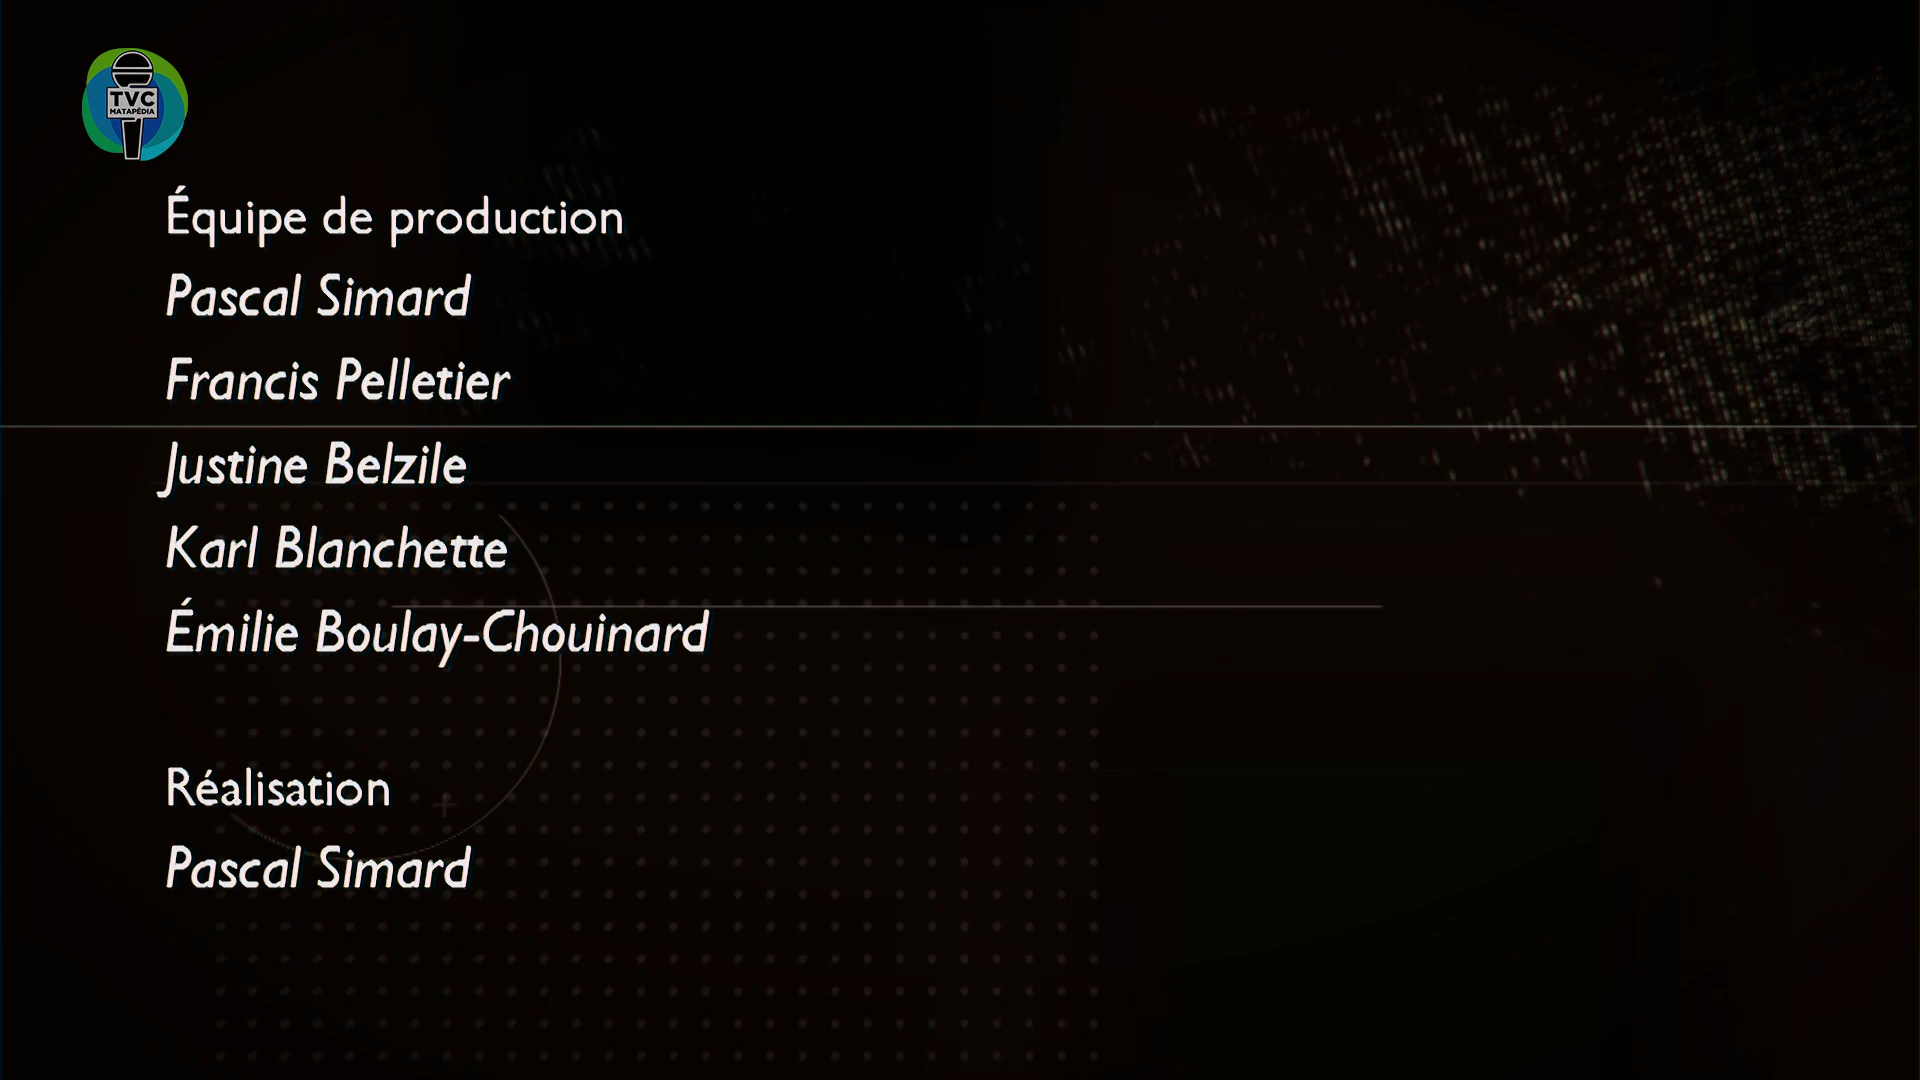 TVC
MATAPÉDIA
Équipe de production
Pascal Simard
Francis Pelletier
Justine Belzile
Karl Blanchette
Émilie Boulay-Chouinard
Réalisation
Pascal Simard